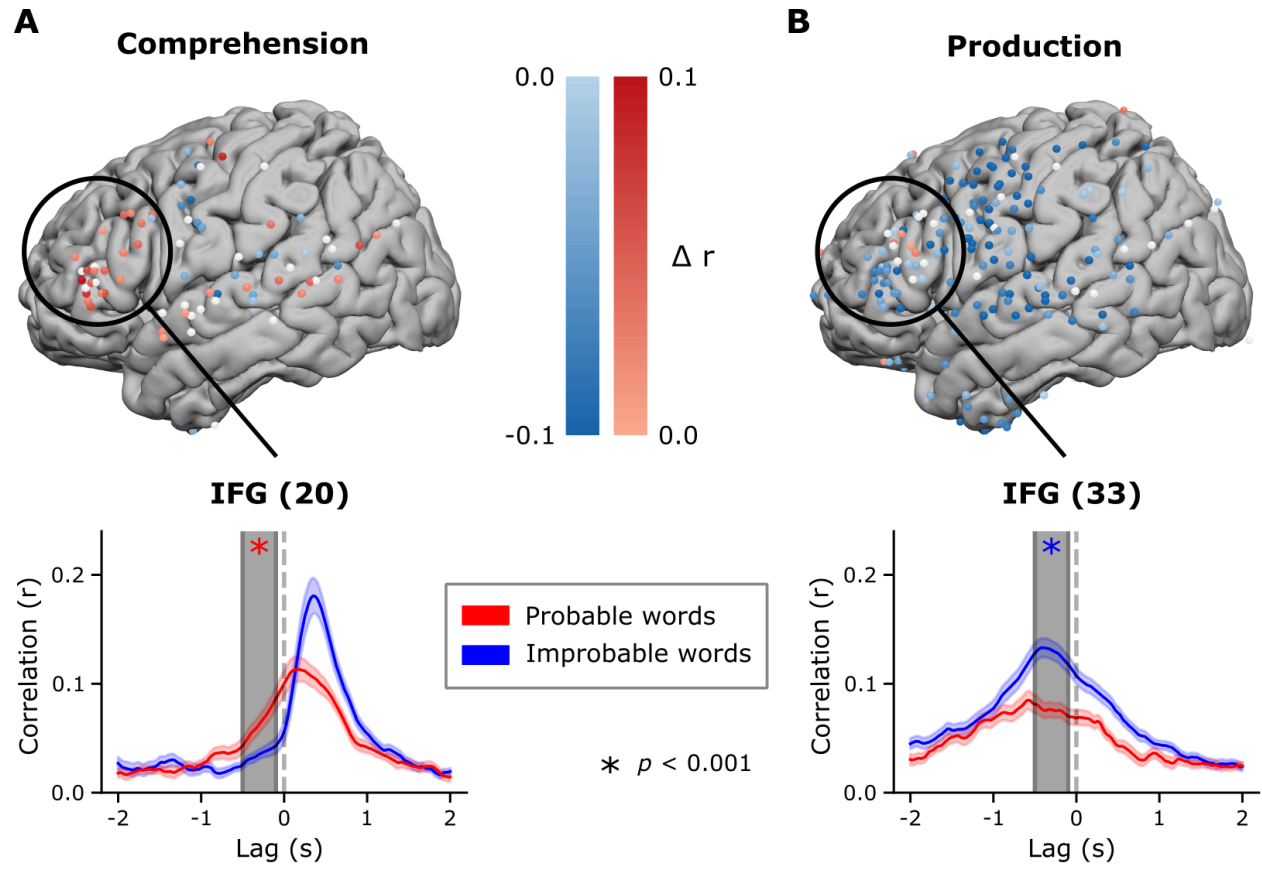 A
Comprehension
B
Production
0.0
0.1
Δ r
-0.1
0.0
IFG (20)
IFG (33)
Correlation (r)
0.2
0.1
0.0
*
-2
-1
0
1
2
Lag (s)
Probable words
Improbable words
* p < 0.001
Correlation (r)
0.2
0.1
0.0
*
-2
-1
0
1
2
Lag (s)